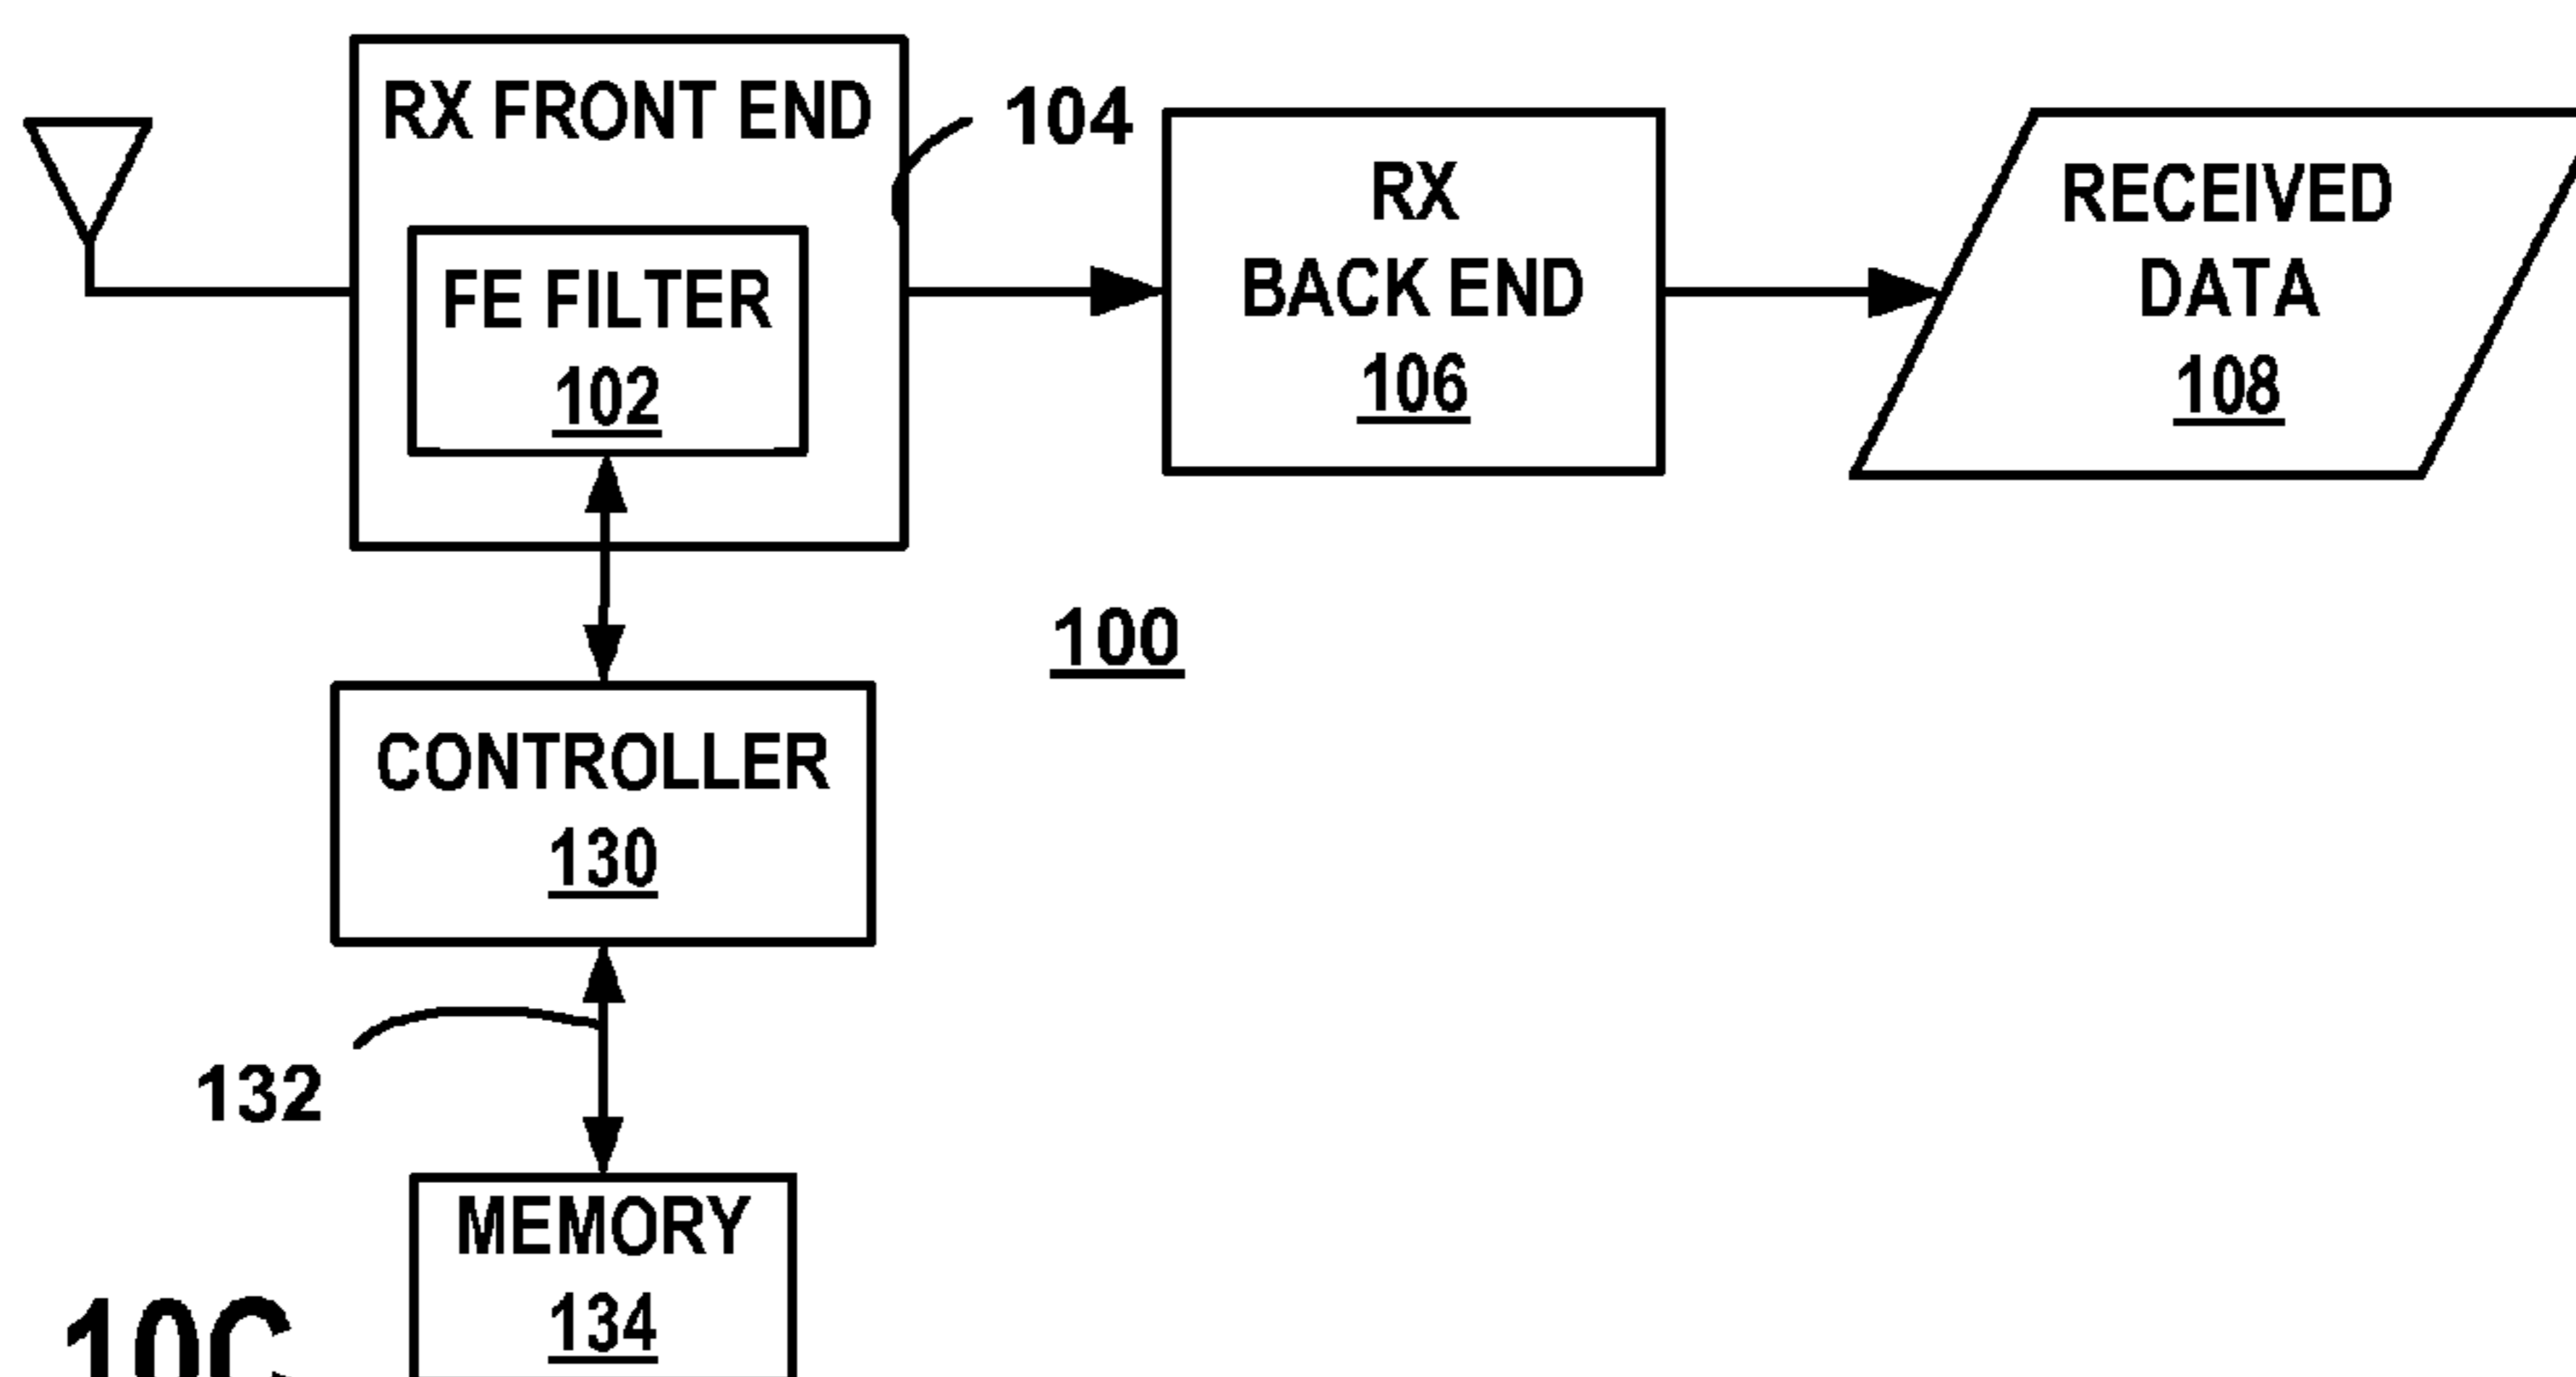 RX FRONT END
104
FE FILTER
102
RX
BACK END
106
RECEIVED
DATA
108
100
CONTROLLER
130
132
MEMORY
134
10C